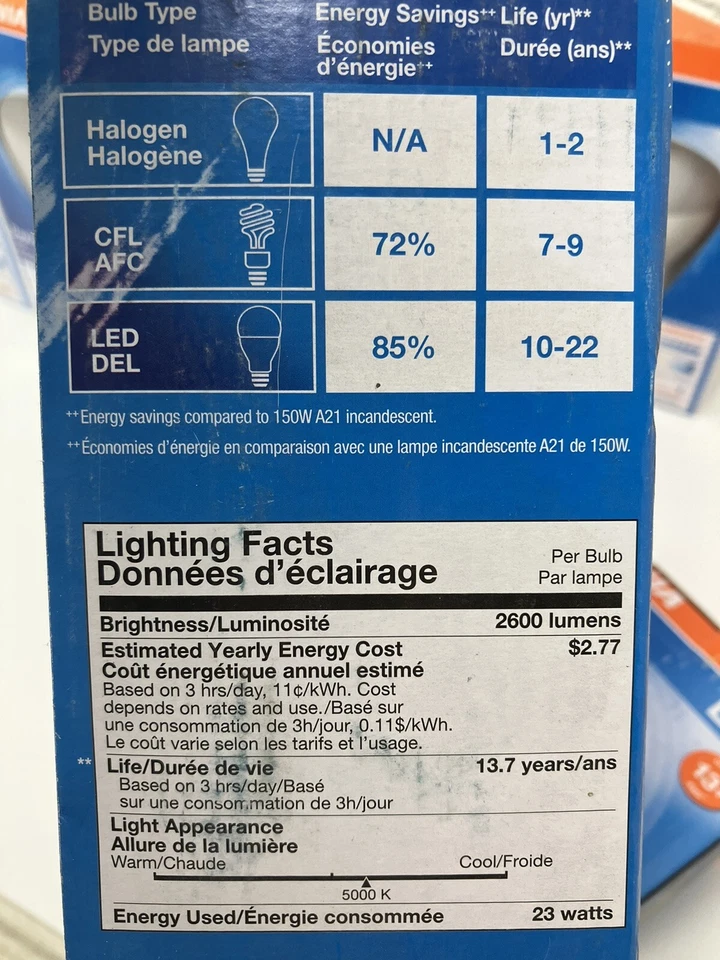 Bulb Type Energy Savings⁺⁺ Life (yr)**
Type de lampe Économies Durée (ans)**
d'énergie⁺⁺
Halogen
Halogène
N/A
1-2
CFL
AFC
72%
7-9
LED
DEL
85%
10-22
⁺⁺Energy savings compared to 150W A21 incandescent.
⁺⁺Économies d'énergie en comparaison avec une lampe incandescente A21 de 150W.
Lighting Facts
Données d'éclairage
Per Bulb
Par lampe
Brightness/Luminosité 2600 lumens
Estimated Yearly Energy Cost $2.77
Coût énergétique annuel estimé
Based on 3 hrs/day, 11¢/kWh. Cost
depends on rates and use./Basé sur
une consommation de 3h/jour, 0.11$/kWh.
Le coût varie selon les tarifs et l'usage.
** Life/Durée de vie 13.7 years/ans
Based on 3 hrs/day/Basé
sur une consommation de 3h/jour
Light Appearance
Allure de la lumière
Warm/Chaude Cool/Froide
5000 K
Energy Used/Énergie consommée 23 watts